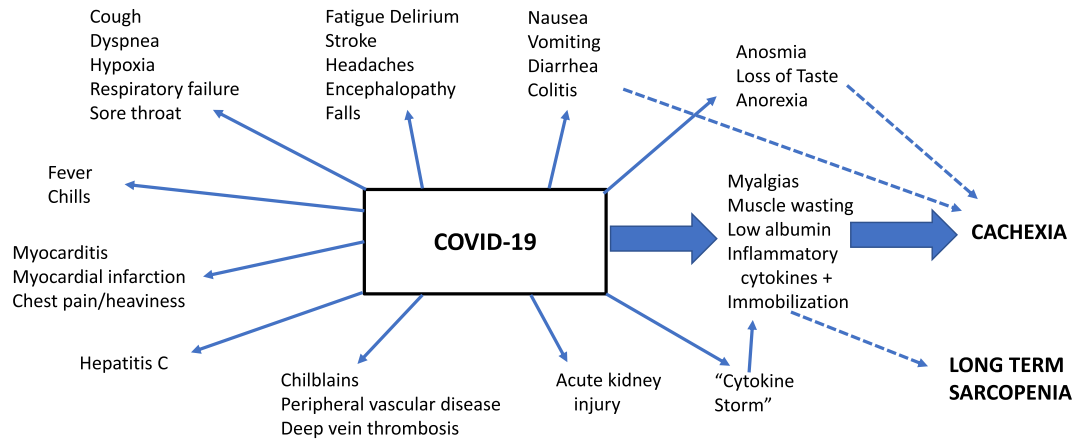 Cough
Dyspnea
Hypoxia
Respiratory failure
Sore throat
Fatigue Delirium
Stroke
Headaches
Encephalopathy
Falls
Nausea
Vomiting
Diarrhea
Colitis
Anosmia
Loss of Taste
Anorexia
Fever
Chills
Myocarditis
Myocardial infarction
Chest pain/heaviness
Hepatitis C
COVID-19
Myalgias
Muscle wasting
Low albumin
Inflammatory
cytokines +
Immobilization
CACHEXIA
Chilblains
Peripheral vascular disease
Deep vein thrombosis
Acute kidney
injury
“Cytokine
Storm”
LONG TERM
SARCOPENIA